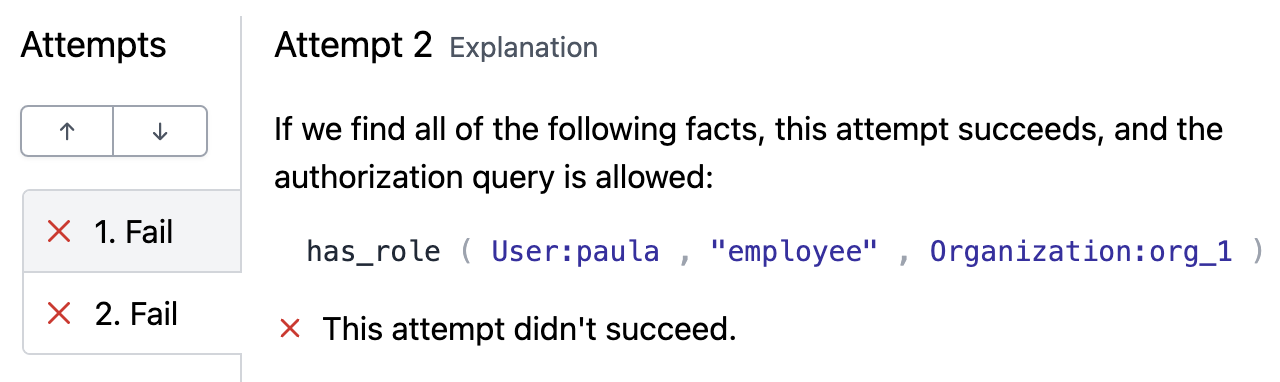 Attempts
↑ ↓
1. Fail
2. Fail
Attempt 2 Explanation
If we find all of the following facts, this attempt succeeds, and the
authorization query is allowed:
has_role ( User:paula , "employee" , Organization:org_1 )
This attempt didn't succeed.